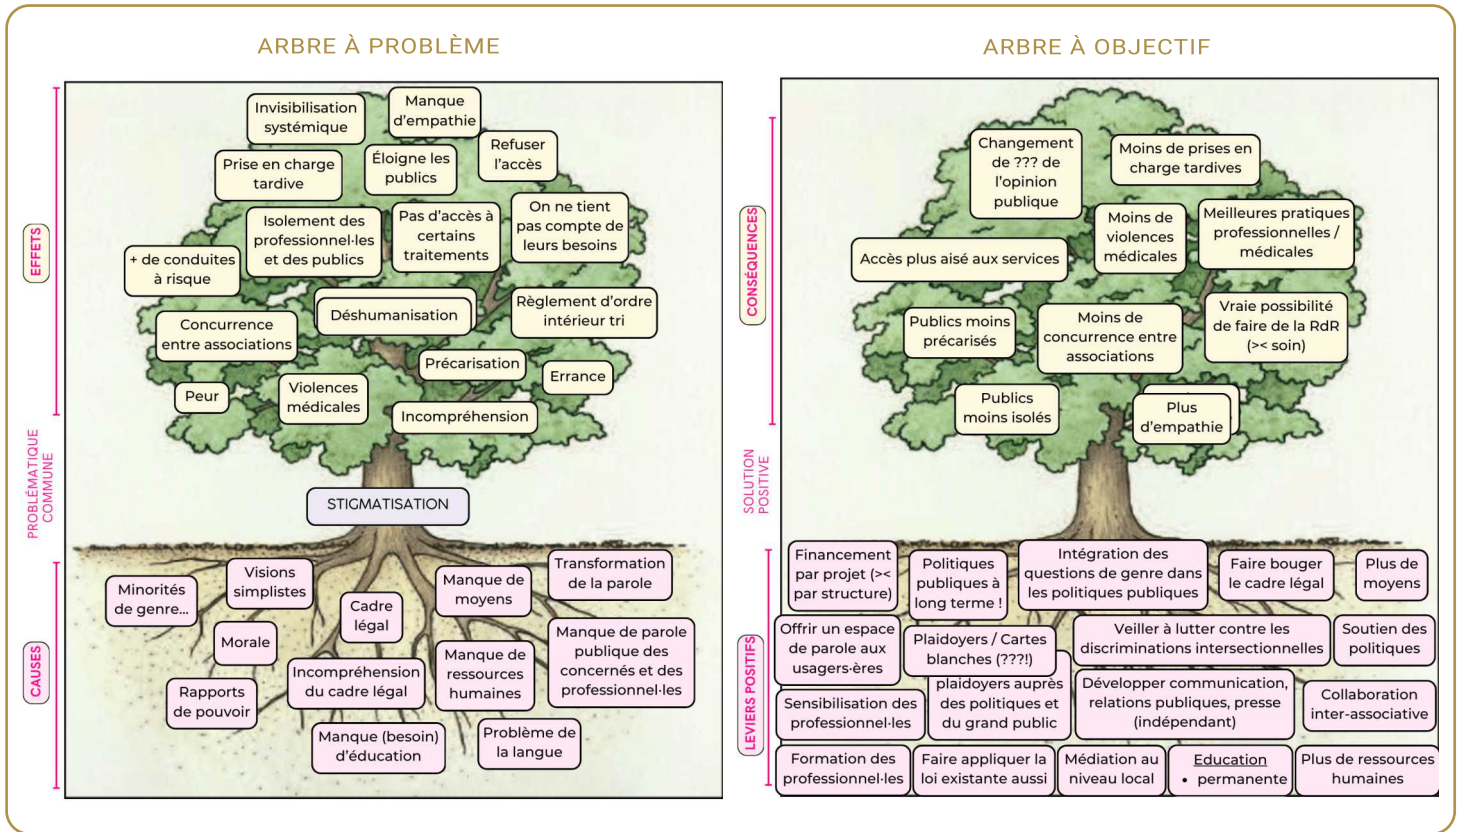 ARBRE À PROBLÈME
EFFETS
PROBLÉMATIQUE
COMMUNE
CAUSES
Invisibilisation
systémique
Manque
d'empathie
Refuser
l'accès
Prise en charge
tardive
Éloigne les
publics
Isolement des
professionnel·les
et des publics
Pas d'accès à
certains
traitements
On ne tient
pas compte de
leurs besoins
+ de conduites
à risque
Déshumanisation
Règlement d'ordre
intérieur tri
Concurrence
entre associations
Précarisation
Errance
Peur
Violences
médicales
Incompréhension
STIGMATISATION
Minorités
de genre...
Visions
simplistes
Cadre
légal
Manque de
moyens
Transformation
de la parole
Morale
Incompréhension
du cadre légal
Manque de
ressources
humaines
Manque de parole
publique des
concernés et des
professionnel·les
Rapports
de pouvoir
Manque (besoin)
d'éducation
Problème de
la langue
ARBRE À OBJECTIF
CONSÉQUENCES
SOLUTION
POSITIVE
LEVIERS POSITIFS
Changement
de ??? de
l'opinion
publique
Moins de prises en
charge tardives
Moins de
violences
médicales
Meilleures pratiques
professionnelles /
médicales
Accès plus aisé aux services
Publics moins
précarisés
Moins de
concurrence entre
associations
Vraie possibilité
de faire de la RdR
(>< soin)
Publics
moins isolés
Plus
d'empathie
Financement
par projet (><
par structure)
Politiques
publiques à
long terme !
Intégration des
questions de genre dans
les politiques publiques
Faire bouger
le cadre légal
Plus de
moyens
Offrir un espace
de parole aux
usagers·ères
Plaidoyers / Cartes
blanches (???!)
Veiller à lutter contre les
discriminations intersectionnelles
Soutien des
politiques
Sensibilisation des
professionnel·les
plaidoyers auprès
des politiques et
du grand public
Développer communication,
relations publiques, presse
(indépendant)
Collaboration
inter-associative
Formation des
professionnel·les
Faire appliquer la
loi existante aussi
Médiation au
niveau local
Education
• permanente
Plus de ressources
humaines